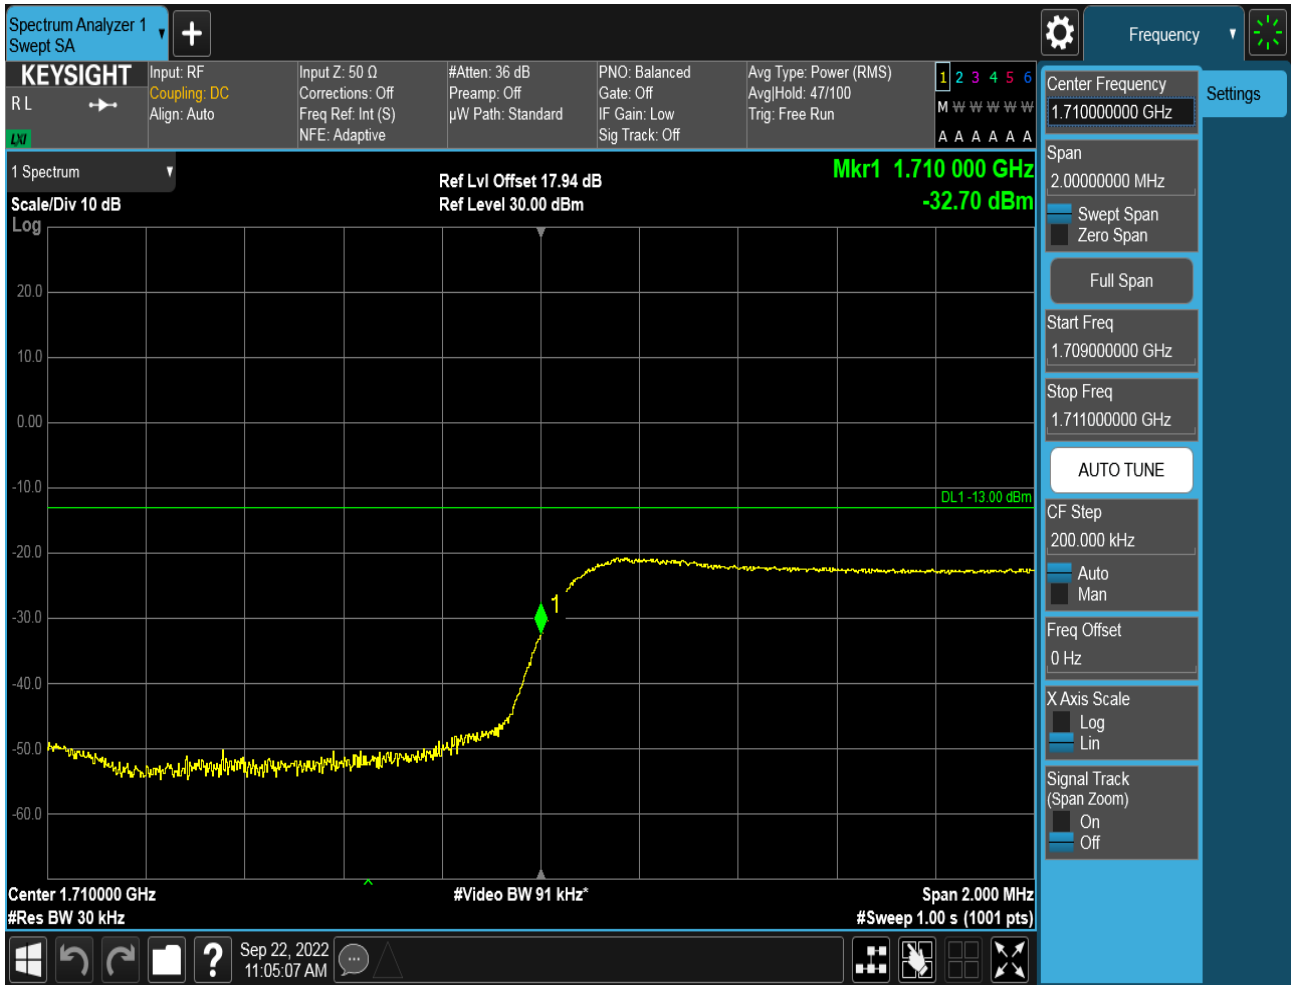 Spectrum Analyzer 1
Swept SA
Frequency
KEYSIGHT
R L
LXI
Input: RF
Coupling: DC
Align: Auto
Input Z: 50 Ω
Corrections: Off
Freq Ref: Int (S)
NFE: Adaptive
#Atten: 36 dB
Preamp: Off
µW Path: Standard
PNO: Balanced
Gate: Off
IF Gain: Low
Sig Track: Off
Avg Type: Power (RMS)
Avg|Hold: 47/100
Trig: Free Run
1 2 3 4 5 6
M W W W W W
A A A A A A
1 Spectrum
Scale/Div 10 dB
Log
Ref Lvl Offset 17.94 dB
Ref Level 30.00 dBm
Mkr1 1.710 000 GHz
-32.70 dBm
20.0
10.0
0.00
-10.0
DL1 -13.00 dBm
-20.0
1
-30.0
-40.0
-50.0
-60.0
Center 1.710000 GHz
#Video BW 91 kHz*
Span 2.000 MHz
#Res BW 30 kHz
#Sweep 1.00 s (1001 pts)
Sep 22, 2022
11:05:07 AM
Center Frequency
1.710000000 GHz
Settings
Span
2.00000000 MHz
Swept Span
Zero Span
Full Span
Start Freq
1.709000000 GHz
Stop Freq
1.711000000 GHz
AUTO TUNE
CF Step
200.000 kHz
Auto
Man
Freq Offset
0 Hz
X Axis Scale
Log
Lin
Signal Track
(Span Zoom)
On
Off